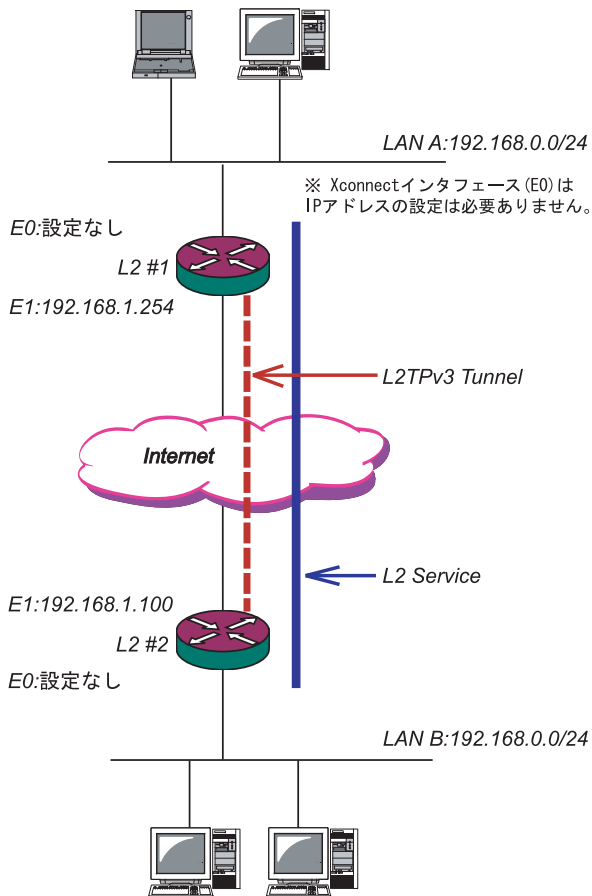 LAN A:192.168.0.0/24
※ Xconnectインタフェース(E0)は
IPアドレスの設定は必要ありません。
E0:設定なし
L2 #1
E1:192.168.1.254
L2TPv3 Tunnel
Internet
L2 Service
E1:192.168.1.100
L2 #2
E0:設定なし
LAN B:192.168.0.0/24